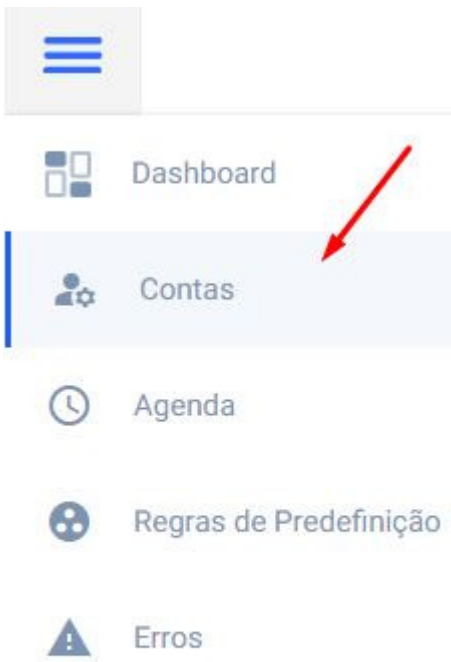 Dashboard
Contas
Agenda
Regras de Predefinição
Erros